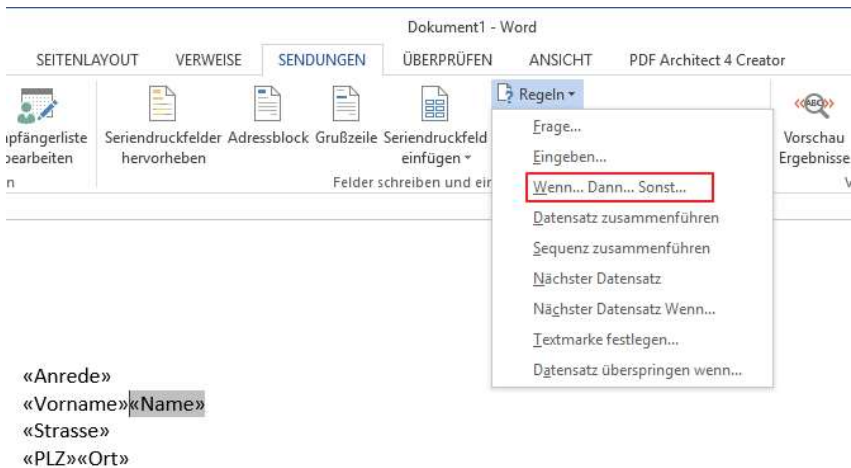 Dokument1 - Word
SEITENLAYOUT VERWEISE SENDUNGEN ÜBERPRÜFEN ANSICHT PDF Architect 4 Creator
Regeln
Seriendruckfelder hervorheben
Adressblock
Grußzeile
Seriendruckfeld einfügen
Vorschau
Felder schreiben und
Frage...
Eingeben...
Wenn... Dann... Sonst...
Datensatz zusammenführen
Sequenz zusammenführen
Nächster Datensatz
Nächster Datensatz Wenn...
Textmarke festlegen...
Datensatz überspringen wenn...
«Anrede»
«Vorname»«Name»
«Strasse»
«PLZ»«Ort»